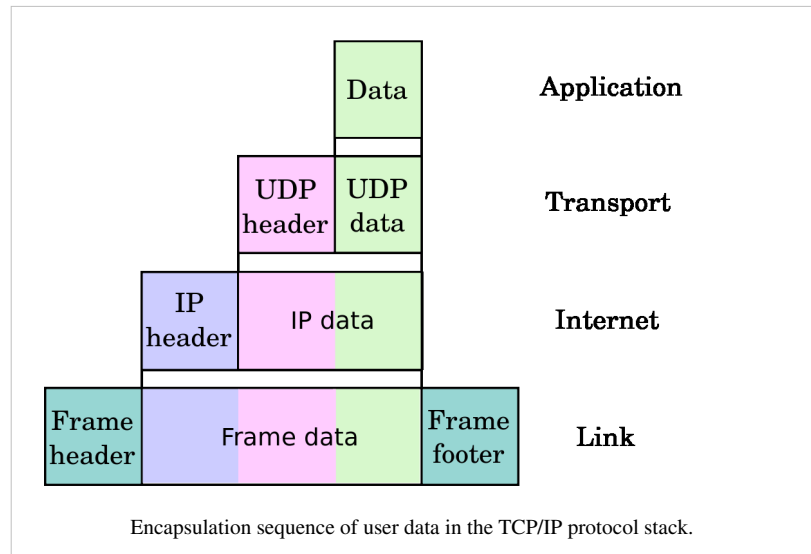 Data
Application
UDP
header
UDP
data
Transport
IP
header
IP data
Internet
Frame
header
Frame data
Frame
footer
Link
Encapsulation sequence of user data in the TCP/IP protocol stack.